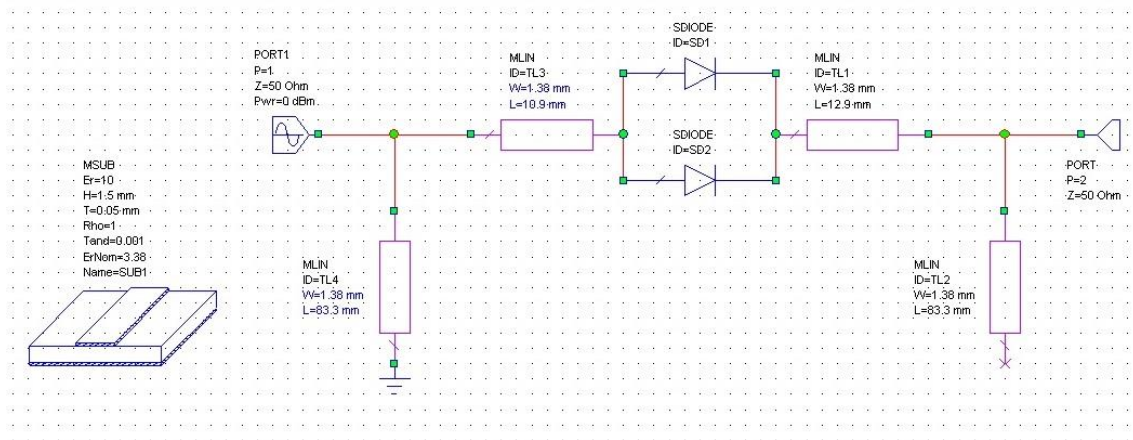 SDIODE
ID=SD1
PORT1
P=1
Z=50 Ohm
Pwr=0 dBm
MLIN
ID=TL3
W=1.38 mm
L=10.9 mm
MLIN
ID=TL1
W=1.38 mm
L=12.9 mm
SDIODE
ID=SD2
MSUB
Er=10
H=1.5 mm
T=0.05 mm
Rho=1
Tand=0.001
ErNom=3.38
Name=SUB1
PORT
P=2
Z=50 Ohm
MLIN
ID=TL4
W=1.38 mm
L=83.3 mm
MLIN
ID=TL2
W=1.38 mm
L=83.3 mm